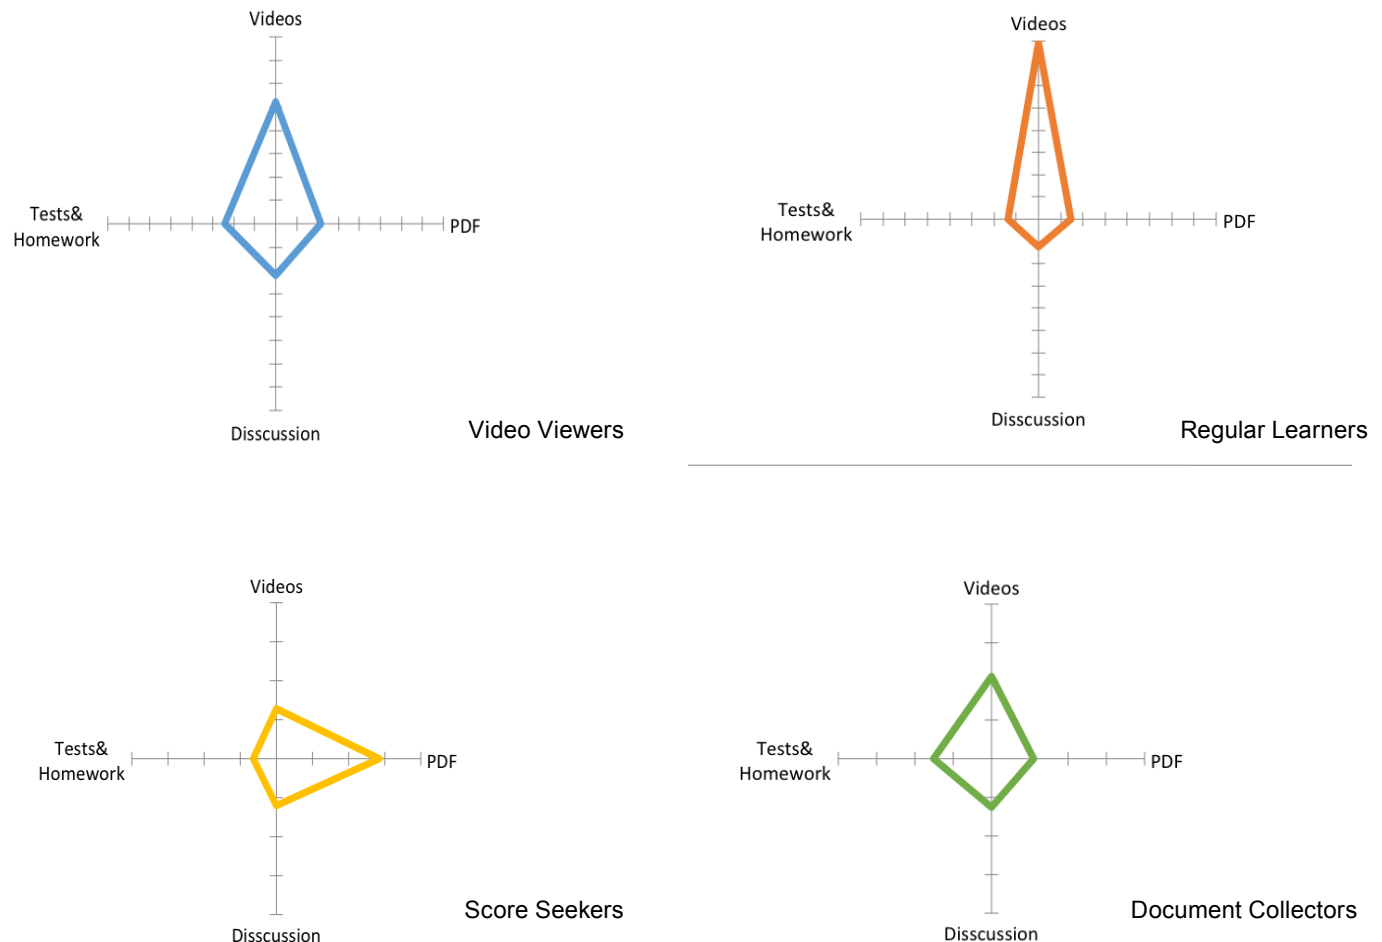 Videos
Tests&
Homework
PDF
Disscussion
Video Viewers
Videos
Tests&
Homework
PDF
Disscussion
Regular Learners
Videos
Tests&
Homework
PDF
Disscussion
Score Seekers
Videos
Tests&
Homework
PDF
Disscussion
Document Collectors